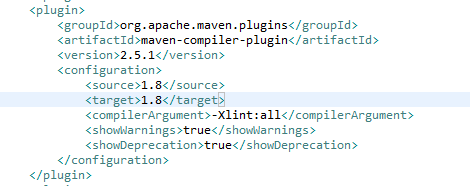 <plugin>
<groupId>org.apache.maven.plugins</groupId>
<artifactId>maven-compiler-plugin</artifactId>
<version>2.5.1</version>
<configuration>
<source>1.8</source>
<target>1.8</target>
<compilerArgument>-Xlint:all</compilerArgument>
<showWarnings>true</showWarnings>
<showDeprecation>true</showDeprecation>
</configuration>
</plugin>